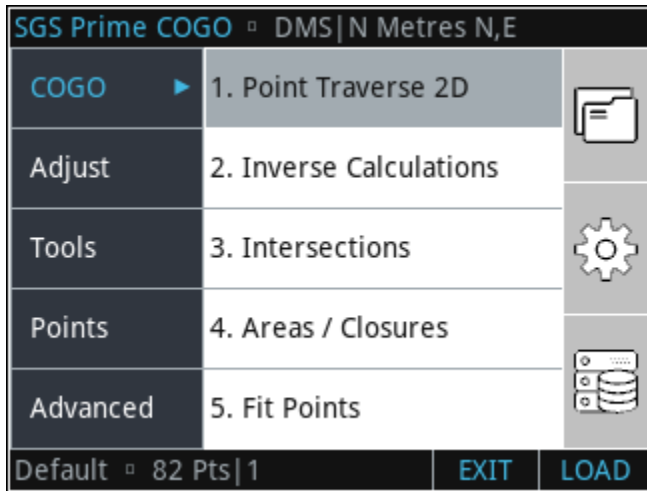 SGS Prime COGO ▫ DMS|N Metres N,E
COGO ▶ 1. Point Traverse 2D
Adjust 2. Inverse Calculations
Tools 3. Intersections
Points 4. Areas / Closures
Advanced 5. Fit Points
Default ▫ 82 Pts|1 EXIT LOAD